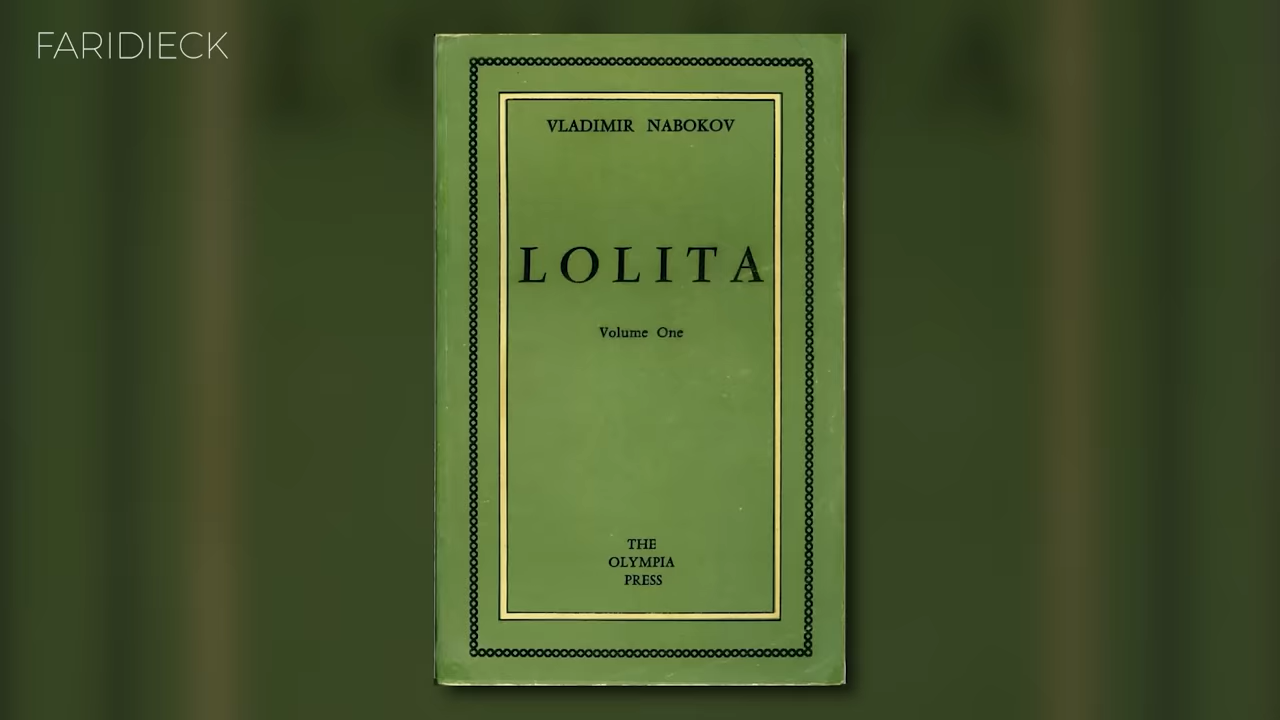 FARIDIECK
VLADIMIR NABOKOV
LOLITA
Volume One
THE
OLYMPIA
PRESS